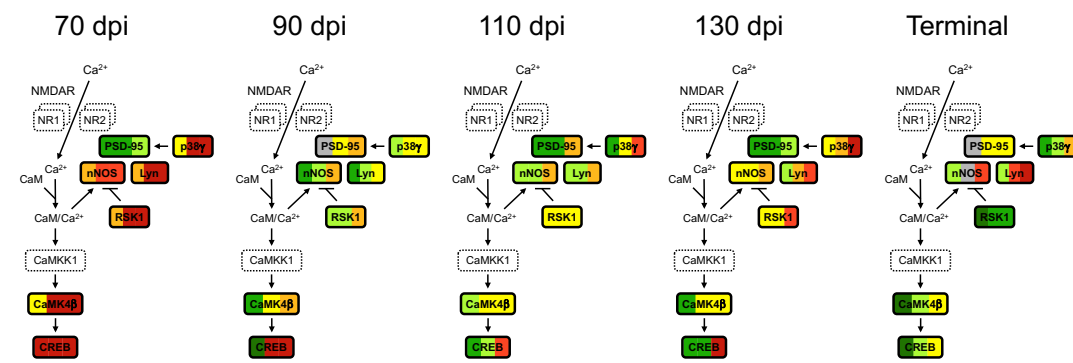 70 dpi 90 dpi 110 dpi 130 dpi Terminal
Ca²⁺ Ca²⁺ Ca²⁺ Ca²⁺ Ca²⁺
NMDAR NMDAR NMDAR NMDAR NMDAR
NR1 NR2 NR1 NR2 NR1 NR2 NR1 NR2 NR1 NR2
PSD-95 p38γ PSD-95 p38γ PSD-95 p38γ PSD-95 p38γ PSD-95 p38γ
Ca²⁺ nNOS Lyn Ca²⁺ nNOS Lyn Ca²⁺ nNOS Lyn Ca²⁺ nNOS Lyn Ca²⁺ nNOS Lyn
CaM CaM CaM CaM CaM
CaM/Ca²⁺ RSK1 CaM/Ca²⁺ RSK1 CaM/Ca²⁺ RSK1 CaM/Ca²⁺ RSK1 CaM/Ca²⁺ RSK1
CaMKK1 CaMKK1 CaMKK1 CaMKK1 CaMKK1
CaMK4β CaMK4β CaMK4β CaMK4β CaMK4β
CREB CREB CREB CREB CREB